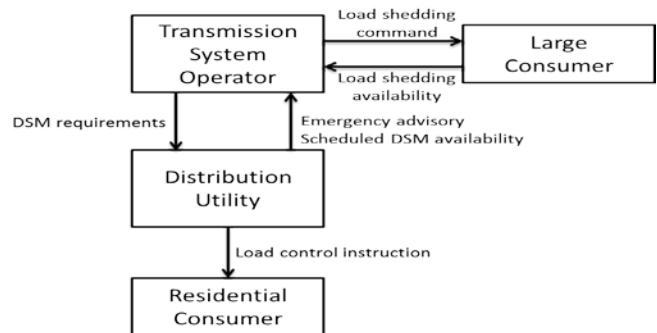 Transmission
System
Operator
Load shedding
command
Load shedding
availability
Large
Consumer
DSM requirements
Emergency advisory
Scheduled DSM availability
Distribution
Utility
Load control instruction
Residential
Consumer